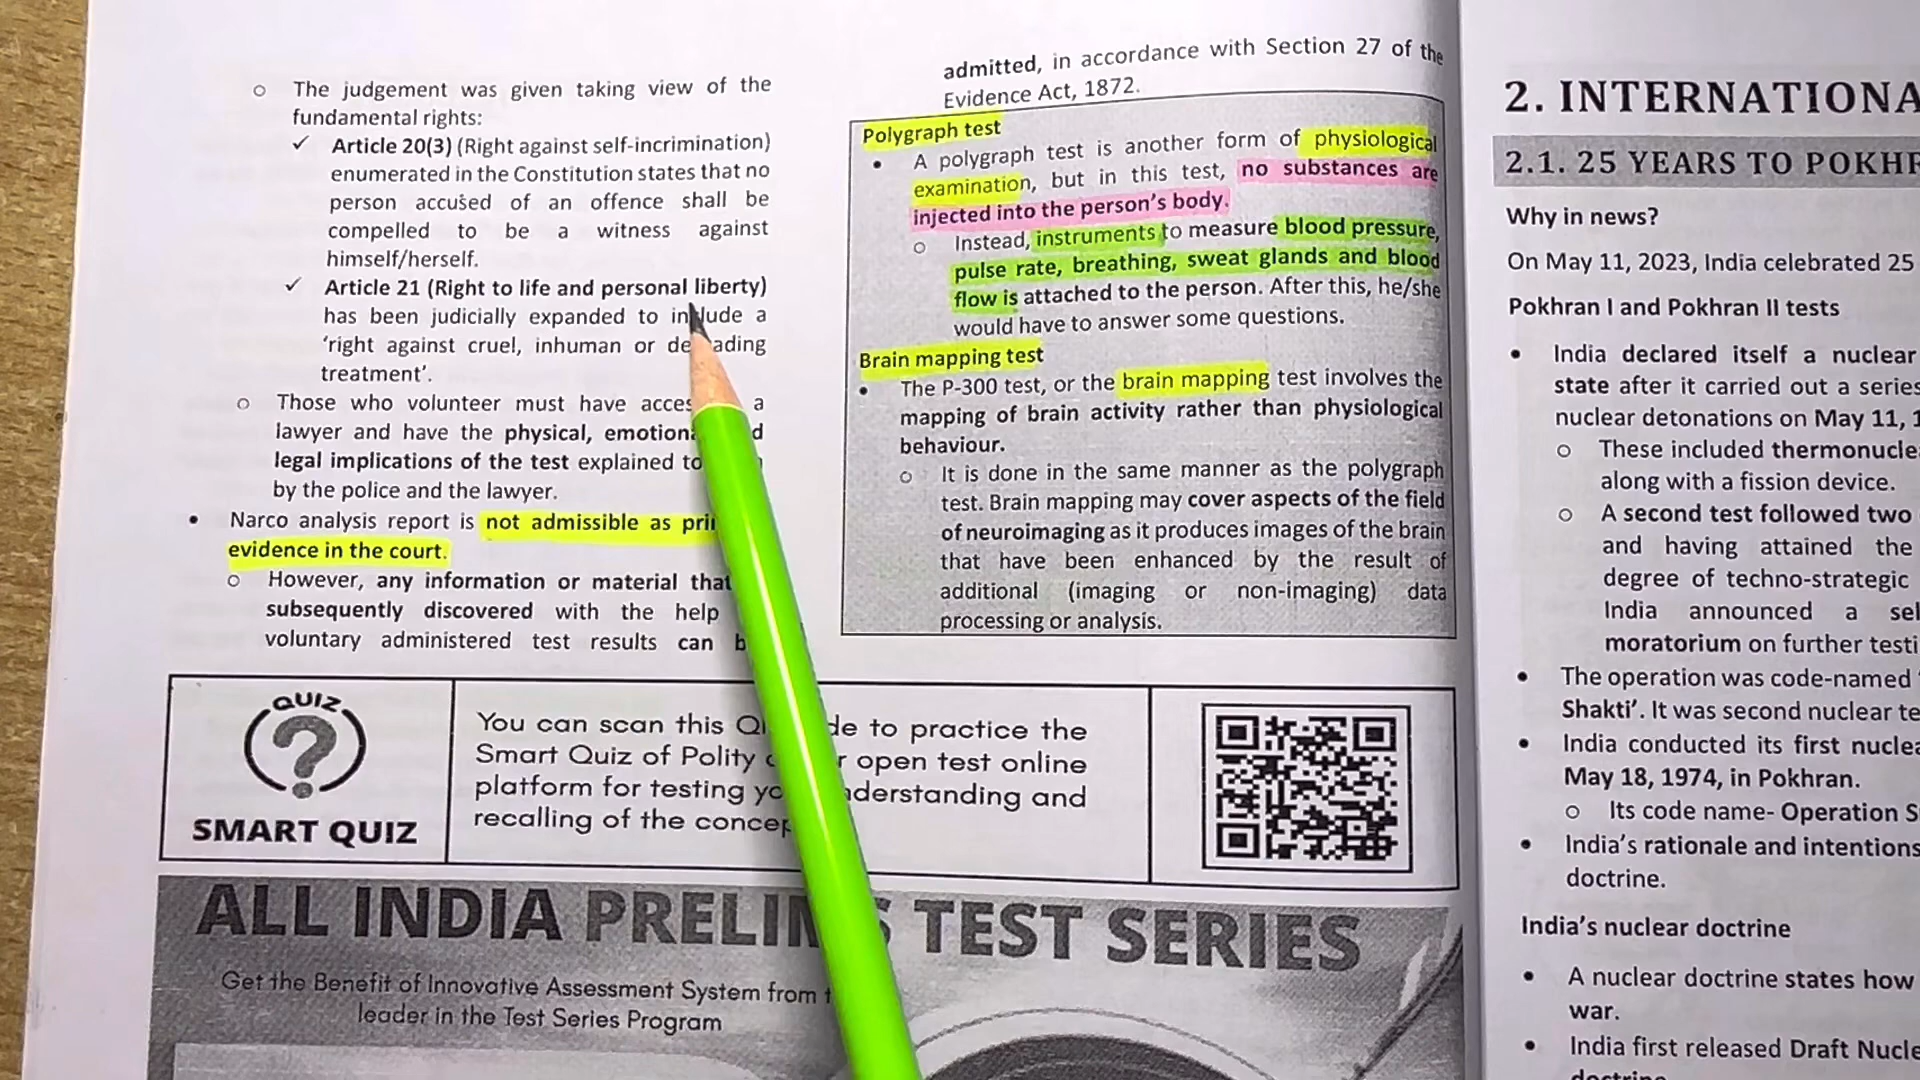 The judgement was given taking view of the
fundamental rights:
Article 20(3) (Right against self-incrimination)
enumerated in the Constitution states that no
person accused of an offence shall be
compelled to be a witness against
himself/herself.
Article 21 (Right to life and personal liberty)
has been judicially expanded to include a
‘right against cruel, inhuman or degrading
treatment’.
Those who volunteer must have a
lawyer and have the physical,
legal implications of the test explained to
by the police and the lawyer.
Narco analysis report is not admissible as
evidence in the court.
However, any information or material that
subsequently discovered with the help
voluntary administered test results can
admitted, in accordance with Section 27 of the
Evidence Act, 1872.
Polygraph test
A polygraph test is another form of physiological
examination, but in this test, no substances are
injected into the person's body.
Instead, instruments to measure blood pressure,
pulse rate, breathing, sweat glands and blood
flow is attached to the person. After this, he/she
would have to answer some questions.
Brain mapping test
The P-300 test, or the brain mapping test involves the
mapping of brain activity rather than physiological
behaviour.
It is done in the same manner as the polygraph
test. Brain mapping may cover aspects of the field
of neuroimaging as it produces images of the brain
that have been enhanced by the result of
additional (imaging or non-imaging) data
processing or analysis.
QUIZ
?
SMART QUIZ
You can scan this to practice the
Smart Quiz of Polity open test online
platform for testing understanding and
recalling of the
ALL INDIA TEST SERIES
Get the Benefit of Innovative Assessment System from
leader in the Test Series Program
2. INTERNATIONA
2.1. 25 YEARS TO POKHR
Why in news?
On May 11, 2023, India celebrated 25
Pokhran I and Pokhran II tests
India declared itself a nuclear
state after it carried out a series
nuclear detonations on May 11,
These included
along with a fission device.
A second test followed two
and having attained the
degree of techno-strategic
India announced a
moratorium on further
The operation was code-named
Shakti’. It was second nuclear
India conducted its first
May 18, 1974, in Pokhran.
Its code name- Operation
India’s rationale and intentions
doctrine.
India’s nuclear doctrine
A nuclear doctrine states how
war.
India first released Draft
doctrine